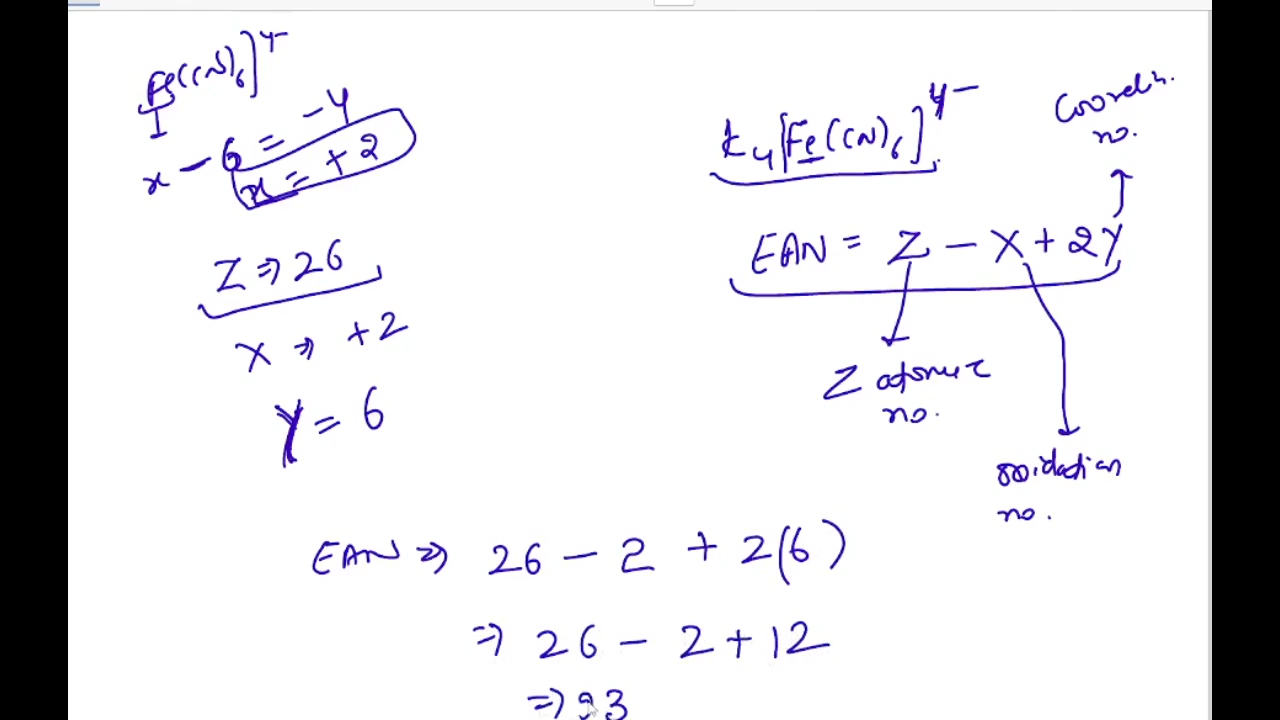 Fe(CN)6]4-
x - 6 = -4
x = +2
Z ⇒ 26
X ⇒ +2
Y = 6
K4[Fe(CN)6]4-
Coordi.
no.
EAN = Z - X + 2Y
Z atomic
no.
oxidation
no.
EAN ⇒ 26 - 2 + 2(6)
⇒ 26 - 2 + 12
⇒